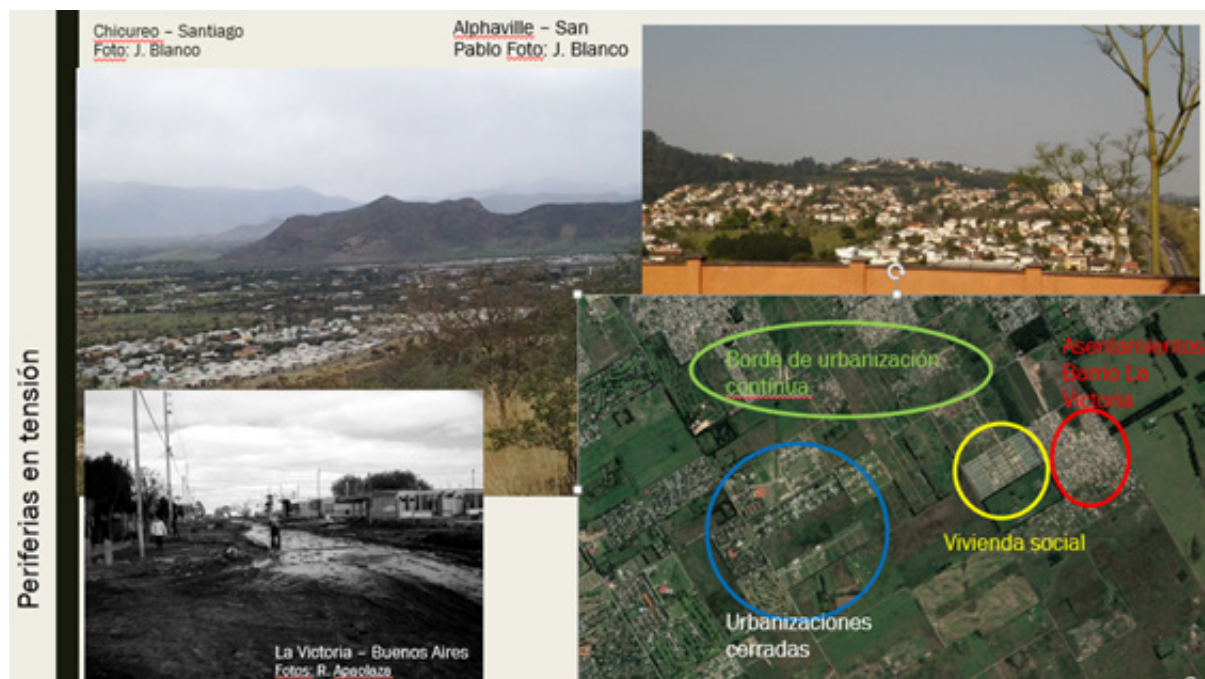 Periferias en tensión
Chicureo – Santiago
Foto: J. Blanco
Alphaville – San
Pablo Foto: J. Blanco
Borde de urbanización
contínua
Asentamientos
Barrio La
Victoria
Vivienda social
Urbanizaciones
cerradas
La Victoria – Buenos Aires
Fotos: R. Apaolaza